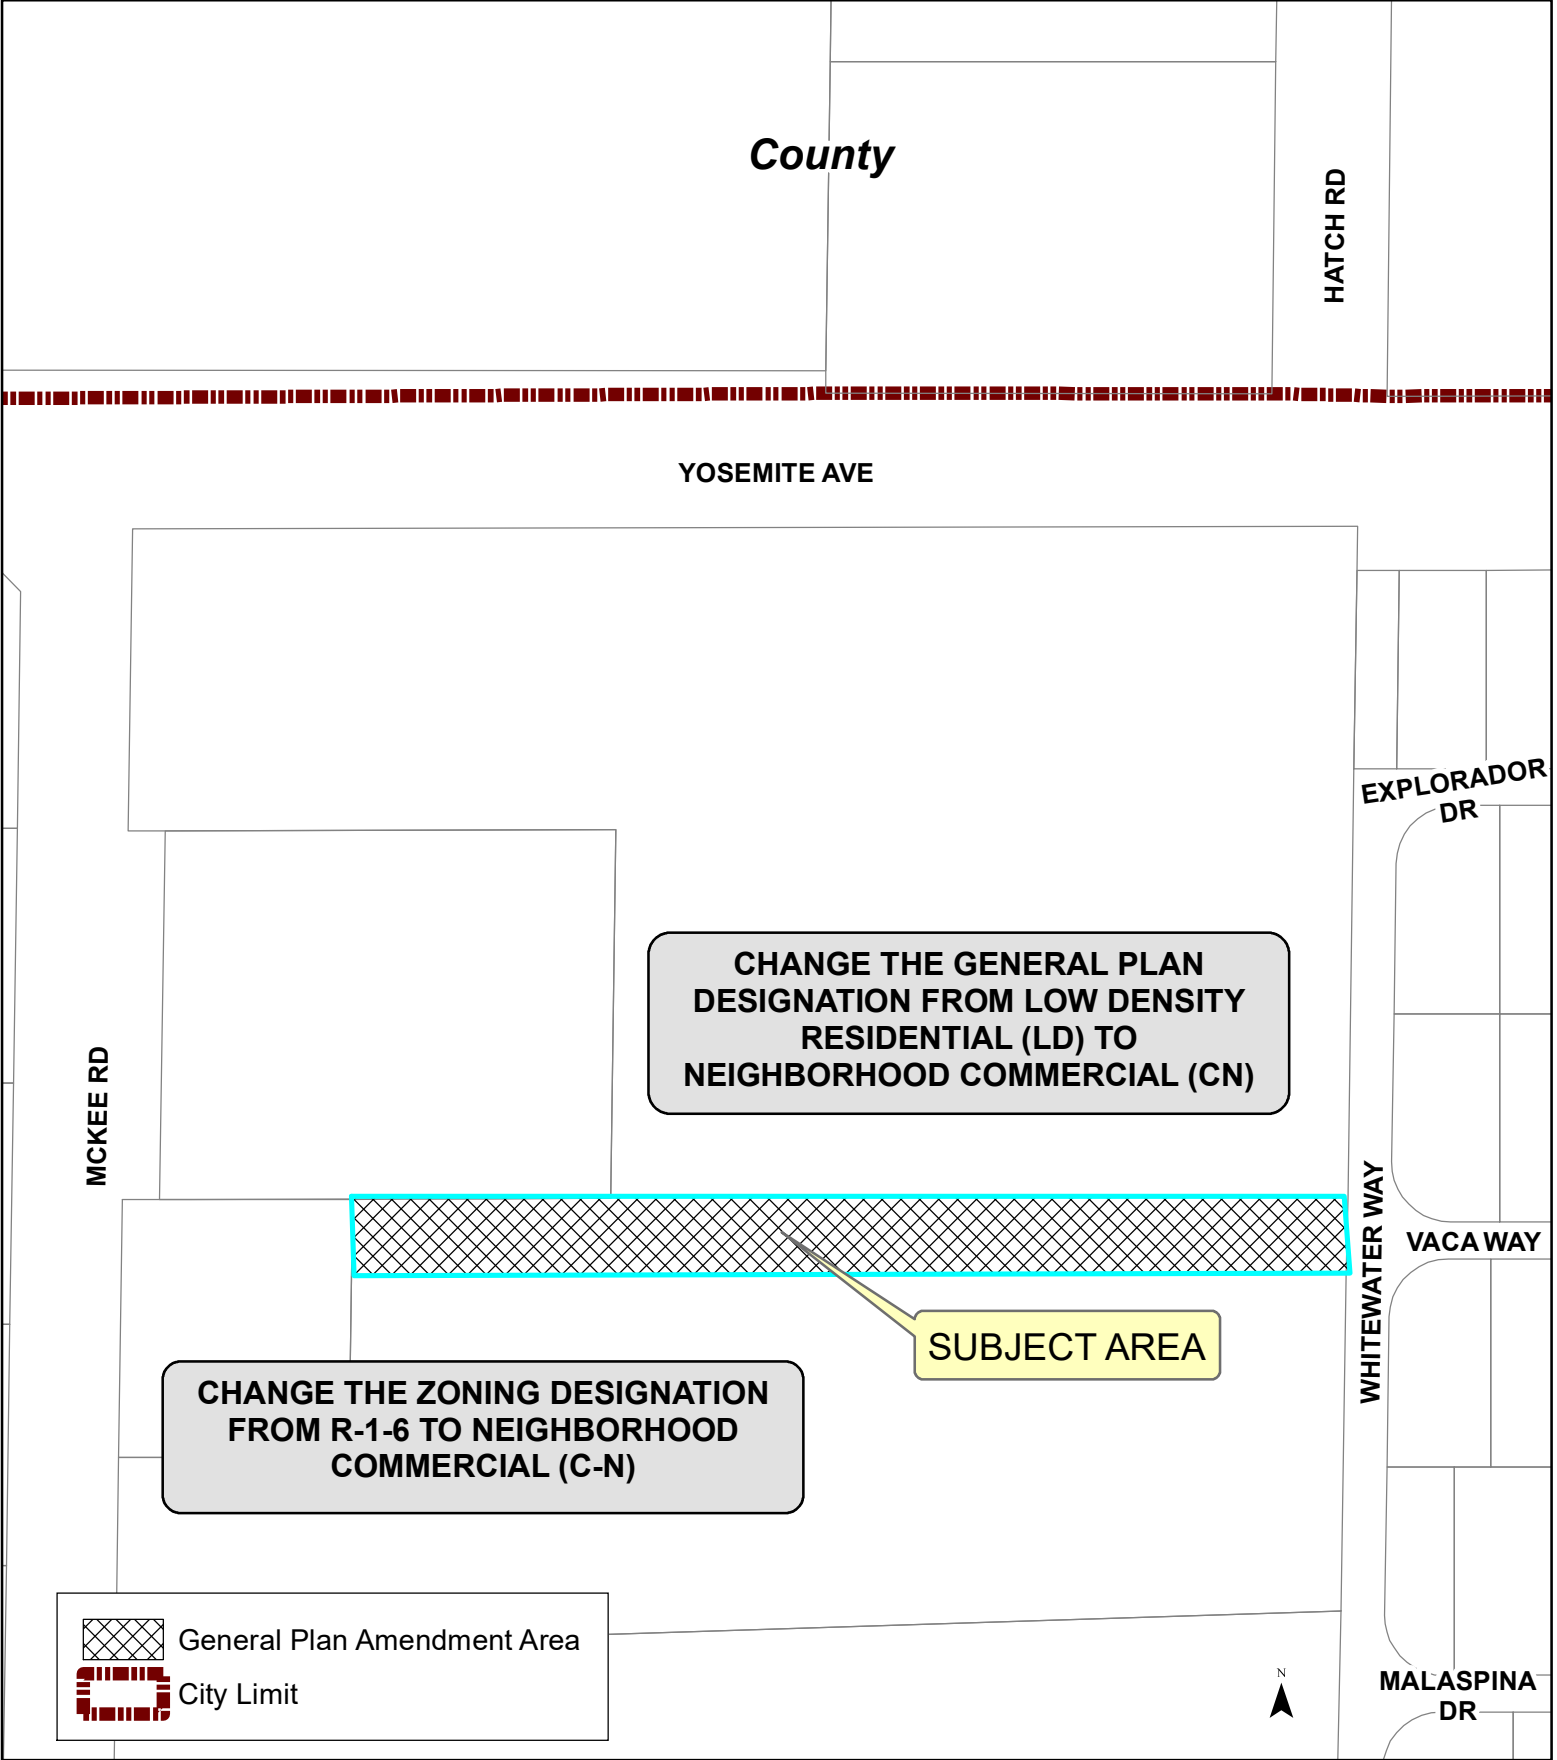 County
HATCH RD
YOSEMITE AVE
EXPLORADOR
DR
CHANGE THE GENERAL PLAN
DESIGNATION FROM LOW DENSITY
RESIDENTIAL (LD) TO
NEIGHBORHOOD COMMERCIAL (CN)
MCKEE RD
WHITEWATER WAY
VACA WAY
SUBJECT AREA
CHANGE THE ZONING DESIGNATION
FROM R-1-6 TO NEIGHBORHOOD
COMMERCIAL (C-N)
General Plan Amendment Area
City Limit
N
MALASPINA
DR